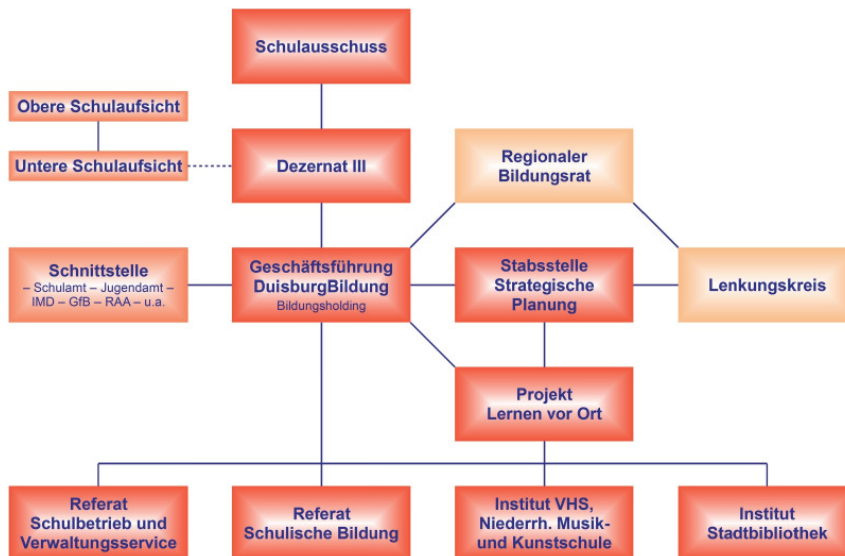 Schulausschuss
Obere Schulaufsicht
Untere Schulaufsicht
Dezernat III
Regionaler
Bildungsrat
Schnittstelle
– Schulamt – Jugendamt –
IMD – GfB – RAA – u.a.
Geschäftsführung
DuisburgBildung
Bildungsholding
Stabsstelle
Strategische
Planung
Lenkungskreis
Projekt
Lernen vor Ort
Referat
Schulbetrieb und
Verwaltungsservice
Referat
Schulische Bildung
Institut VHS,
Niederrh. Musik-
und Kunstschule
Institut
Stadtbibliothek